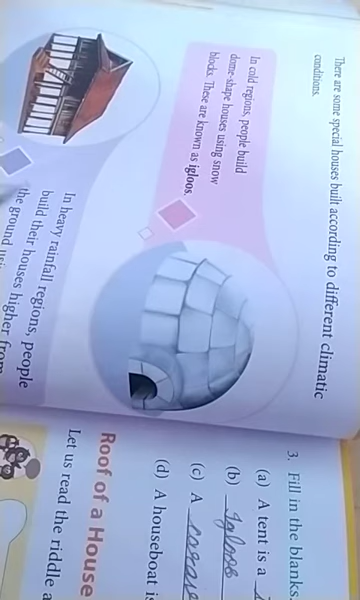 There are some special houses built according to different climatic
conditions.
In cold regions, people build
dome-shape houses using snow
blocks. These are known as igloos.
In heavy rainfall regions, people
build their houses higher from
the ground
3. Fill in the blanks.
(a) A tent is a
(b) Igloos
(c) A
(d) A houseboat is
Roof of a House
Let us read the riddle a